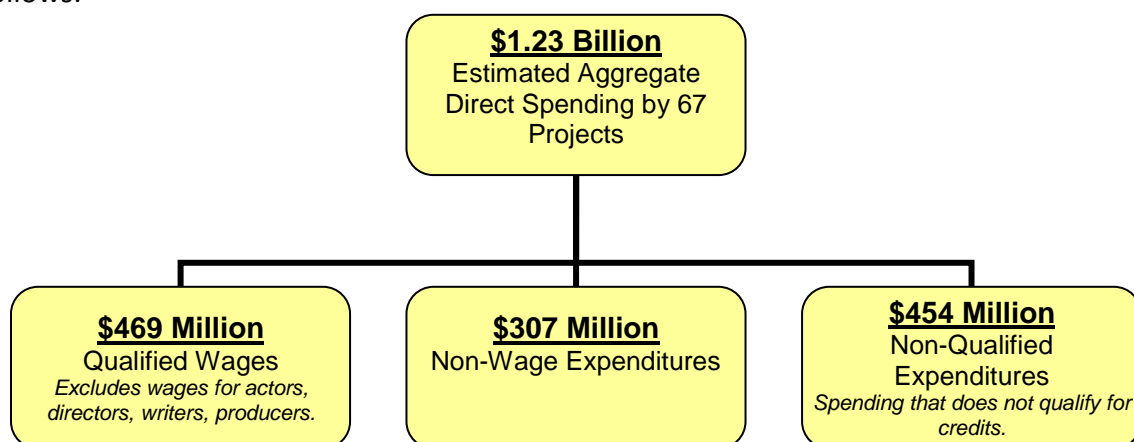 $1.23 Billion
Estimated Aggregate
Direct Spending by 67
Projects
$469 Million
Qualified Wages
Excludes wages for actors,
directors, writers, producers.
$307 Million
Non-Wage Expenditures
$454 Million
Non-Qualified
Expenditures
Spending that does not qualify for
credits.